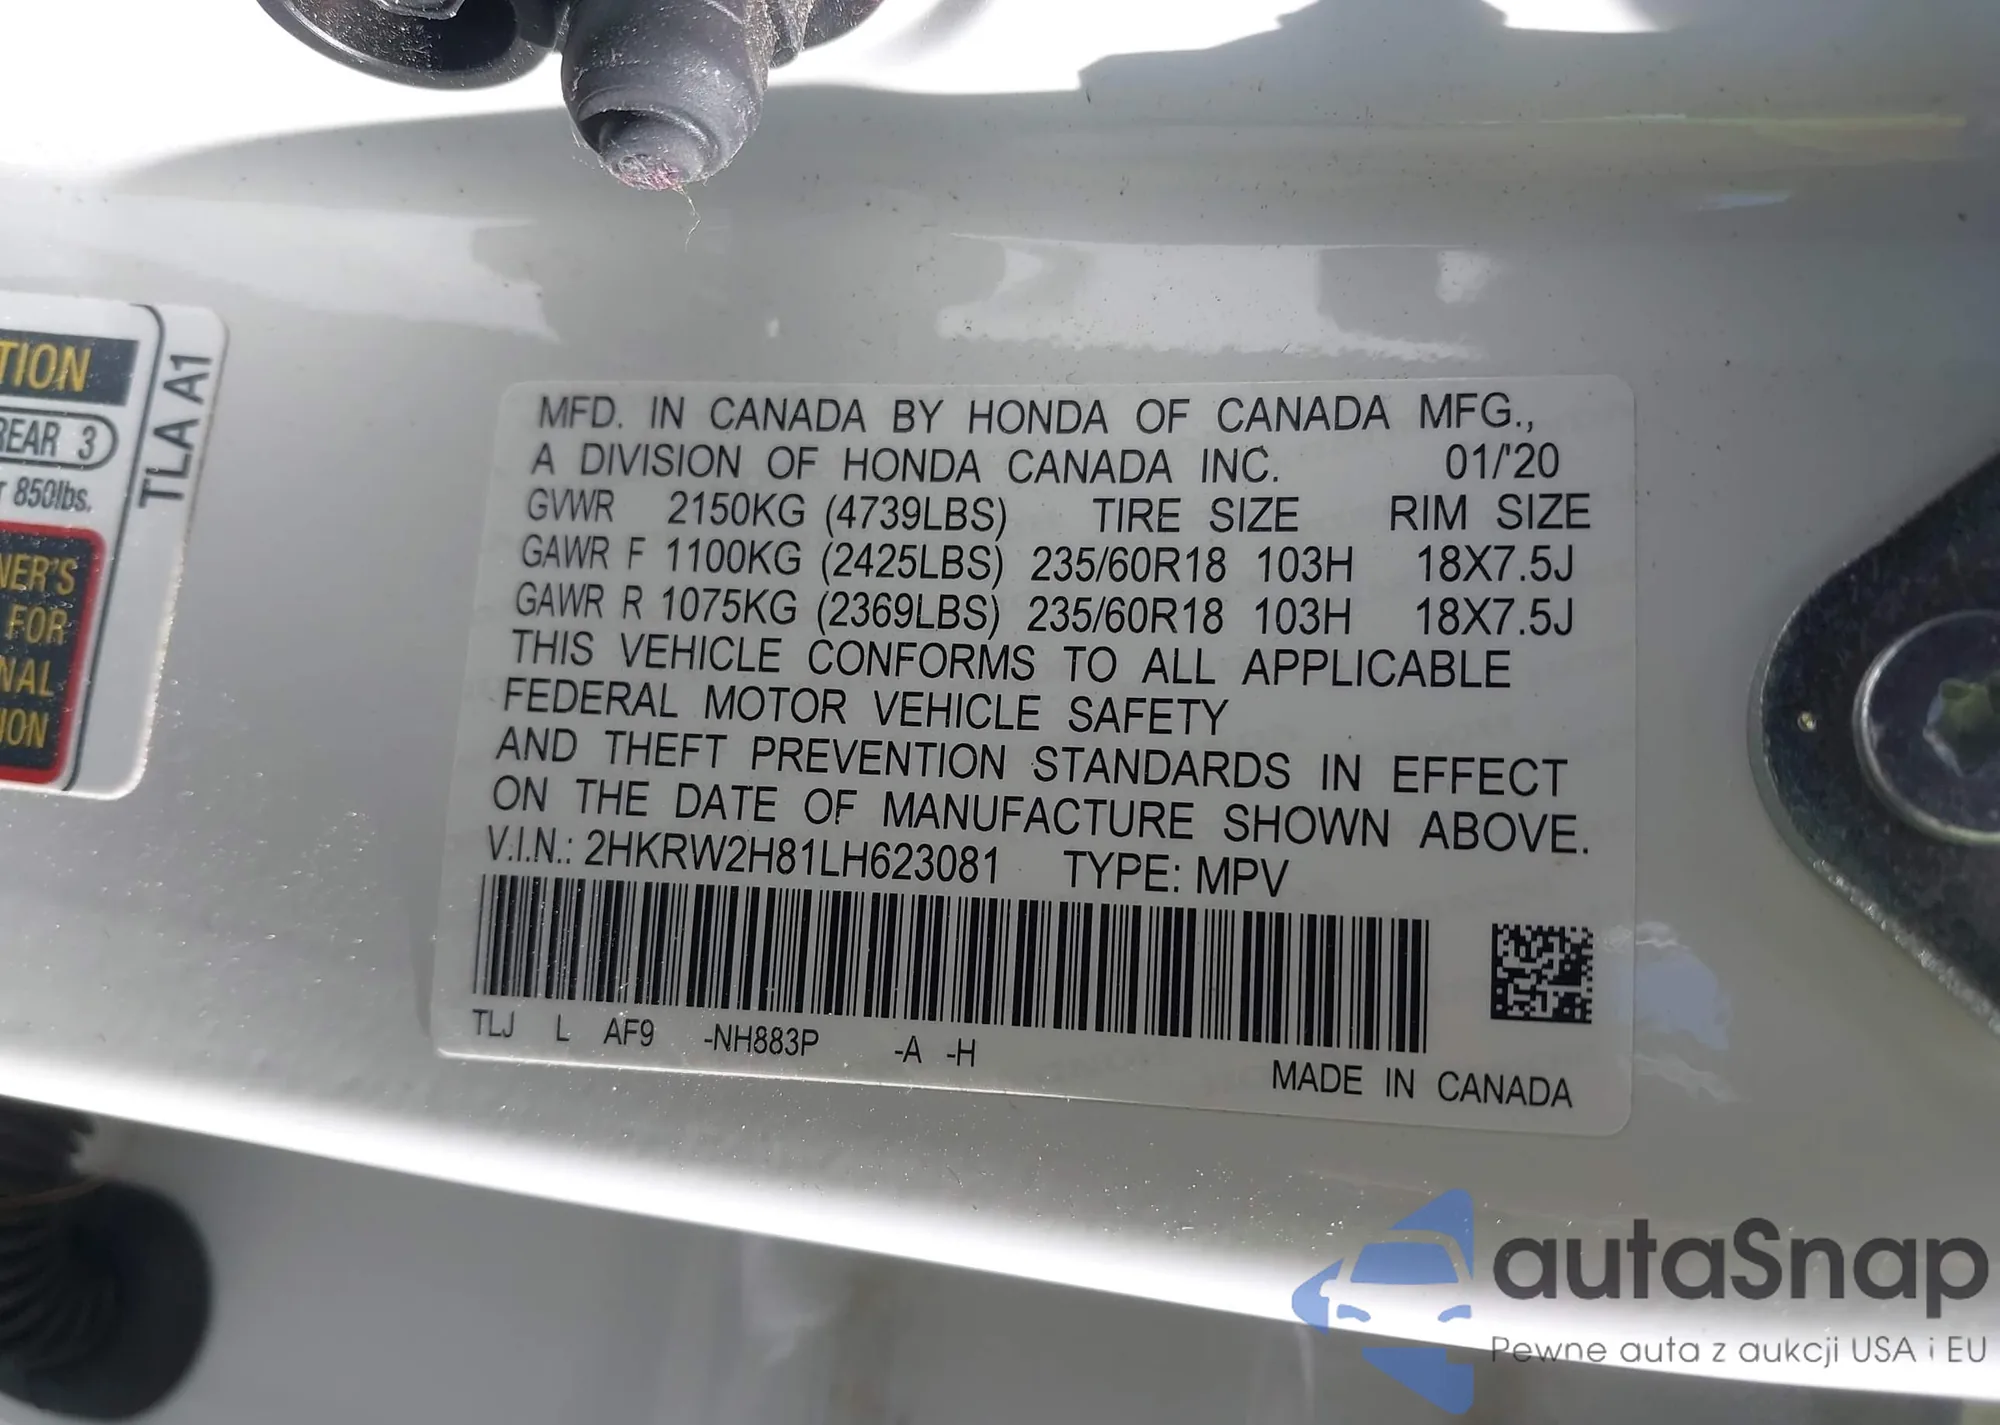 TION
REAR 3
850lbs.
NER'S
FOR
NAL
ION
TLA A1
MFD. IN CANADA BY HONDA OF CANADA MFG.,
A DIVISION OF HONDA CANADA INC. 01/'20
GVWR 2150KG (4739LBS) TIRE SIZE RIM SIZE
GAWR F 1100KG (2425LBS) 235/60R18 103H 18X7.5J
GAWR R 1075KG (2369LBS) 235/60R18 103H 18X7.5J
THIS VEHICLE CONFORMS TO ALL APPLICABLE
FEDERAL MOTOR VEHICLE SAFETY
AND THEFT PREVENTION STANDARDS IN EFFECT
ON THE DATE OF MANUFACTURE SHOWN ABOVE.
V.I.N.: 2HKRW2H81LH623081 TYPE: MPV
TLJ L AF9 -NH883P -A -H
MADE IN CANADA
autaSnap
Pewne auta z aukcji USA i EU